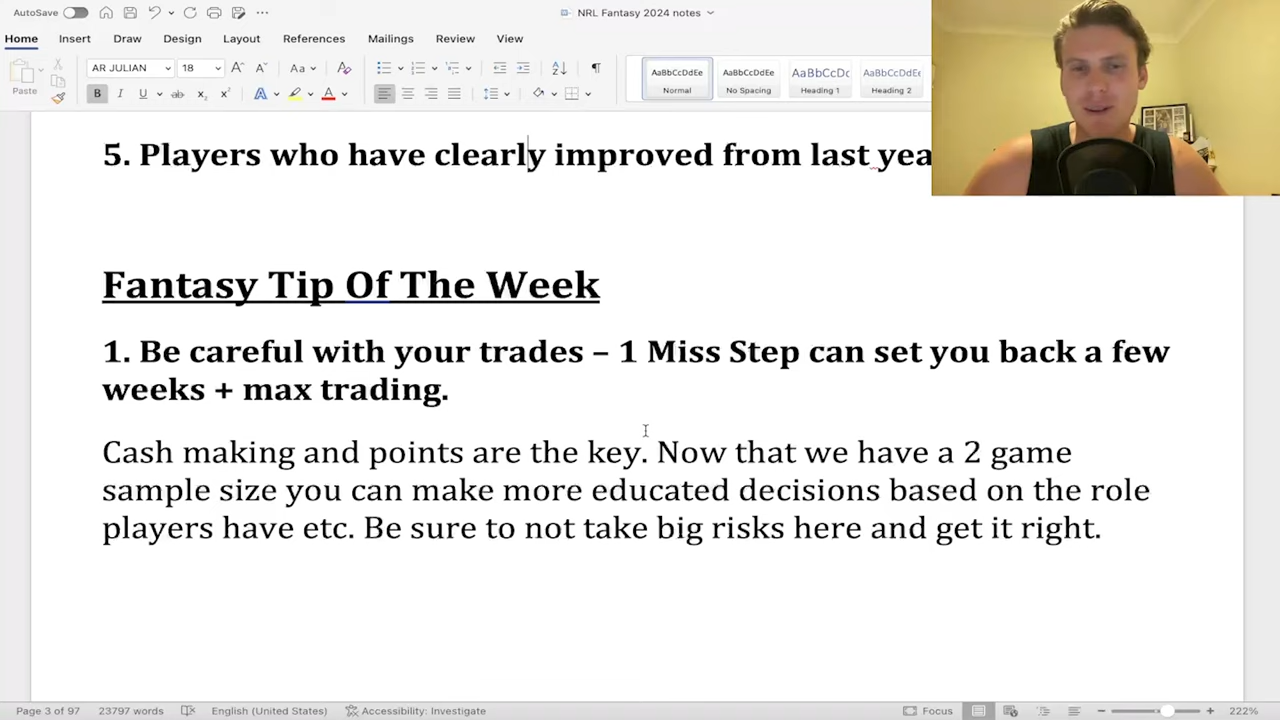 AutoSave
NRL Fantasy 2024 notes
Home Insert Draw Design Layout References Mailings Review View
Paste
AR JULIAN 18
Aa
B I U ab x x A A
AaBbCcDdEe AaBbCcDdEe AaBbCcDc AaBbCcDdEe
Normal No Spacing Heading 1 Heading 2
5. Players who have clearly improved from last yea
Fantasy Tip Of The Week
1. Be careful with your trades – 1 Miss Step can set you back a few
weeks + max trading.
Cash making and points are the key. Now that we have a 2 game
sample size you can make more educated decisions based on the role
players have etc. Be sure to not take big risks here and get it right.
Page 3 of 97 23797 words English (United States) Accessibility: Investigate Focus 222%